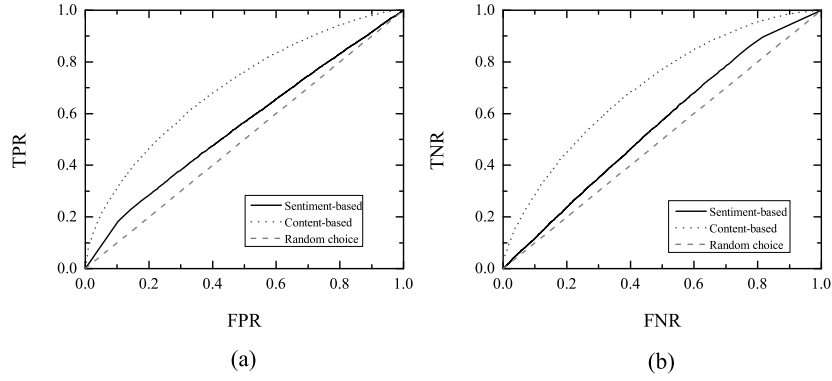 1.0
0.8
0.6
0.4
0.2
0.0
TPR
0.0 0.2 0.4 0.6 0.8 1.0
FPR
Sentiment-based
Content-based
Random choice
(a)
1.0
0.8
0.6
0.4
0.2
0.0
TNR
0.0 0.2 0.4 0.6 0.8 1.0
FNR
Sentiment-based
Content-based
Random choice
(b)